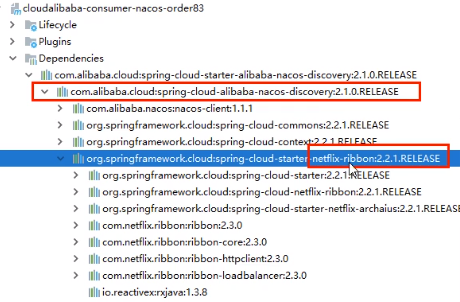 cloudalibaba-consumer-nacos-order83
Lifecycle
Plugins
Dependencies
com.alibaba.cloud:spring-cloud-starter-alibaba-nacos-discovery:2.1.0.RELEASE
com.alibaba.cloud:spring-cloud-alibaba-nacos-discovery:2.1.0.RELEASE
com.alibaba.nacos:nacos-client:1.1.1
org.springframework.cloud:spring-cloud-commons:2.2.1.RELEASE
org.springframework.cloud:spring-cloud-context:2.2.1.RELEASE
org.springframework.cloud:spring-cloud-starter-netflix-ribbon:2.2.1.RELEASE
org.springframework.cloud:spring-cloud-starter:2.2.1.RELEASE
org.springframework.cloud:spring-cloud-netflix-ribbon:2.2.1.RELEASE
org.springframework.cloud:spring-cloud-starter-netflix-archaius:2.2.1.RELEASE
com.netflix.ribbon:ribbon:2.3.0
com.netflix.ribbon:ribbon-core:2.3.0
com.netflix.ribbon:ribbon-httpclient:2.3.0
com.netflix.ribbon:ribbon-loadbalancer:2.3.0
io.reactivex:rxjava:1.3.8